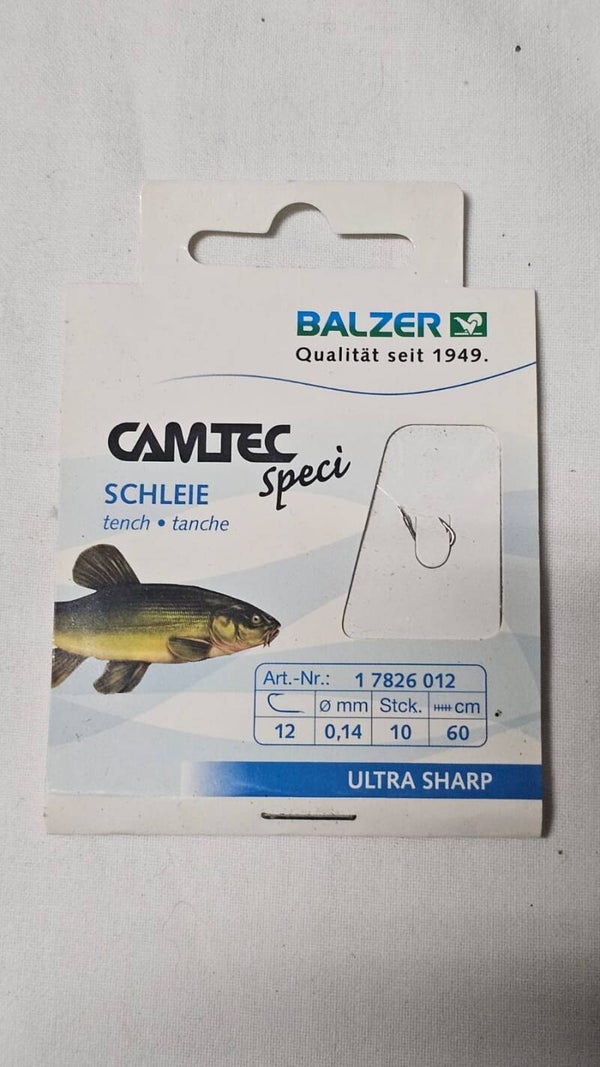 BALZER
Qualität seit 1949.
CAMTEC
speci
SCHLEIE
tench • tanche
Art.-Nr.: 1 7826 012
ø mm Stck. cm
12 0,14 10 60
ULTRA SHARP